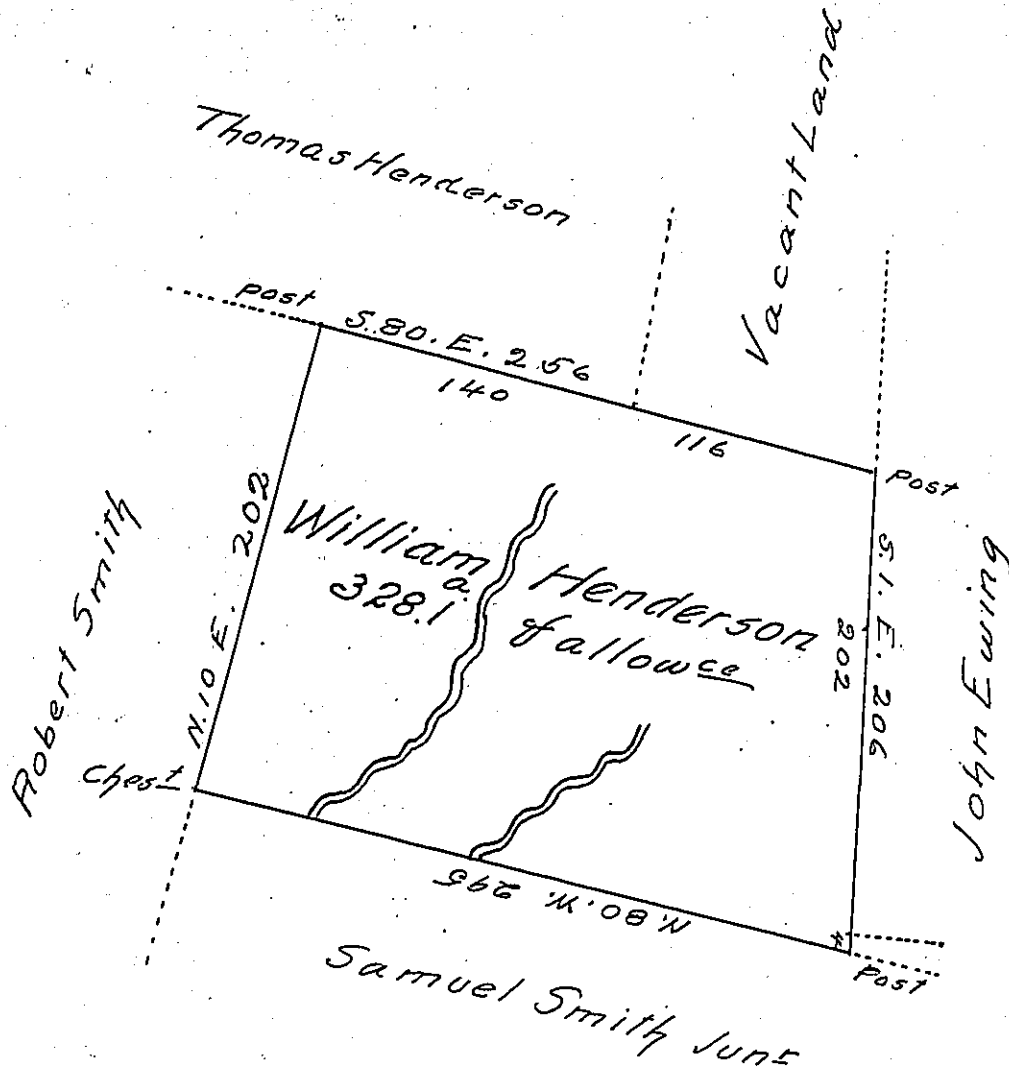 Thomas Henderson
Vacant Land
post
S. 80. E. 256
140
116
post
N. 10 E. 202
Robert Smith
William Henderson
a.
328.1 & allowce
S. 1. E. 206
202
John Ewing
Chest
N. 80. W. 295
4
Post
Samuel Smith Junr